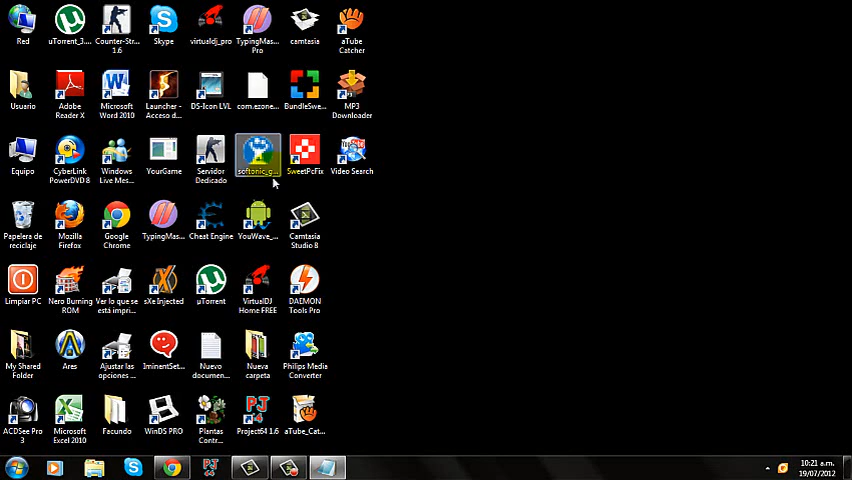 Red
uTorrent_3....
Counter-Str...
1.6
Skype
virtualdj_pro
TypingMas...
Pro
camtasia
aTube
Catcher
Usuario
Adobe
Reader X
Microsoft
Word 2010
Launcher -
Acceso d...
DS-Icon LVL
com.ezone...
BundleSwe...
MP3
Downloader
Equipo
CyberLink
PowerDVD 8
Windows
Live Mes...
YourGame
Servidor
Dedicado
softonic_g...
SweetPcFix
You Tube
Video Search
Papelera de
reciclaje
Mozilla
Firefox
Google
Chrome
TypingMas...
Cheat Engine
YouWave_...
Camtasia
Studio 8
Limpiar PC
Nero Burning
ROM
Ver lo que se
está impri...
sXe Injected
µTorrent
VirtualDJ
Home FREE
DAEMON
Tools Pro
My Shared
Folder
Ares
Ajustar las
opciones ...
IminentSet...
Nuevo
documen...
Nueva
carpeta
Philips Media
Converter
ACDSee Pro
3
Microsoft
Excel 2010
Facundo
WinDS PRO
Plantas
Contr...
Project64 1.6
aTube_Cat...
10:21 a.m.
19/07/2012